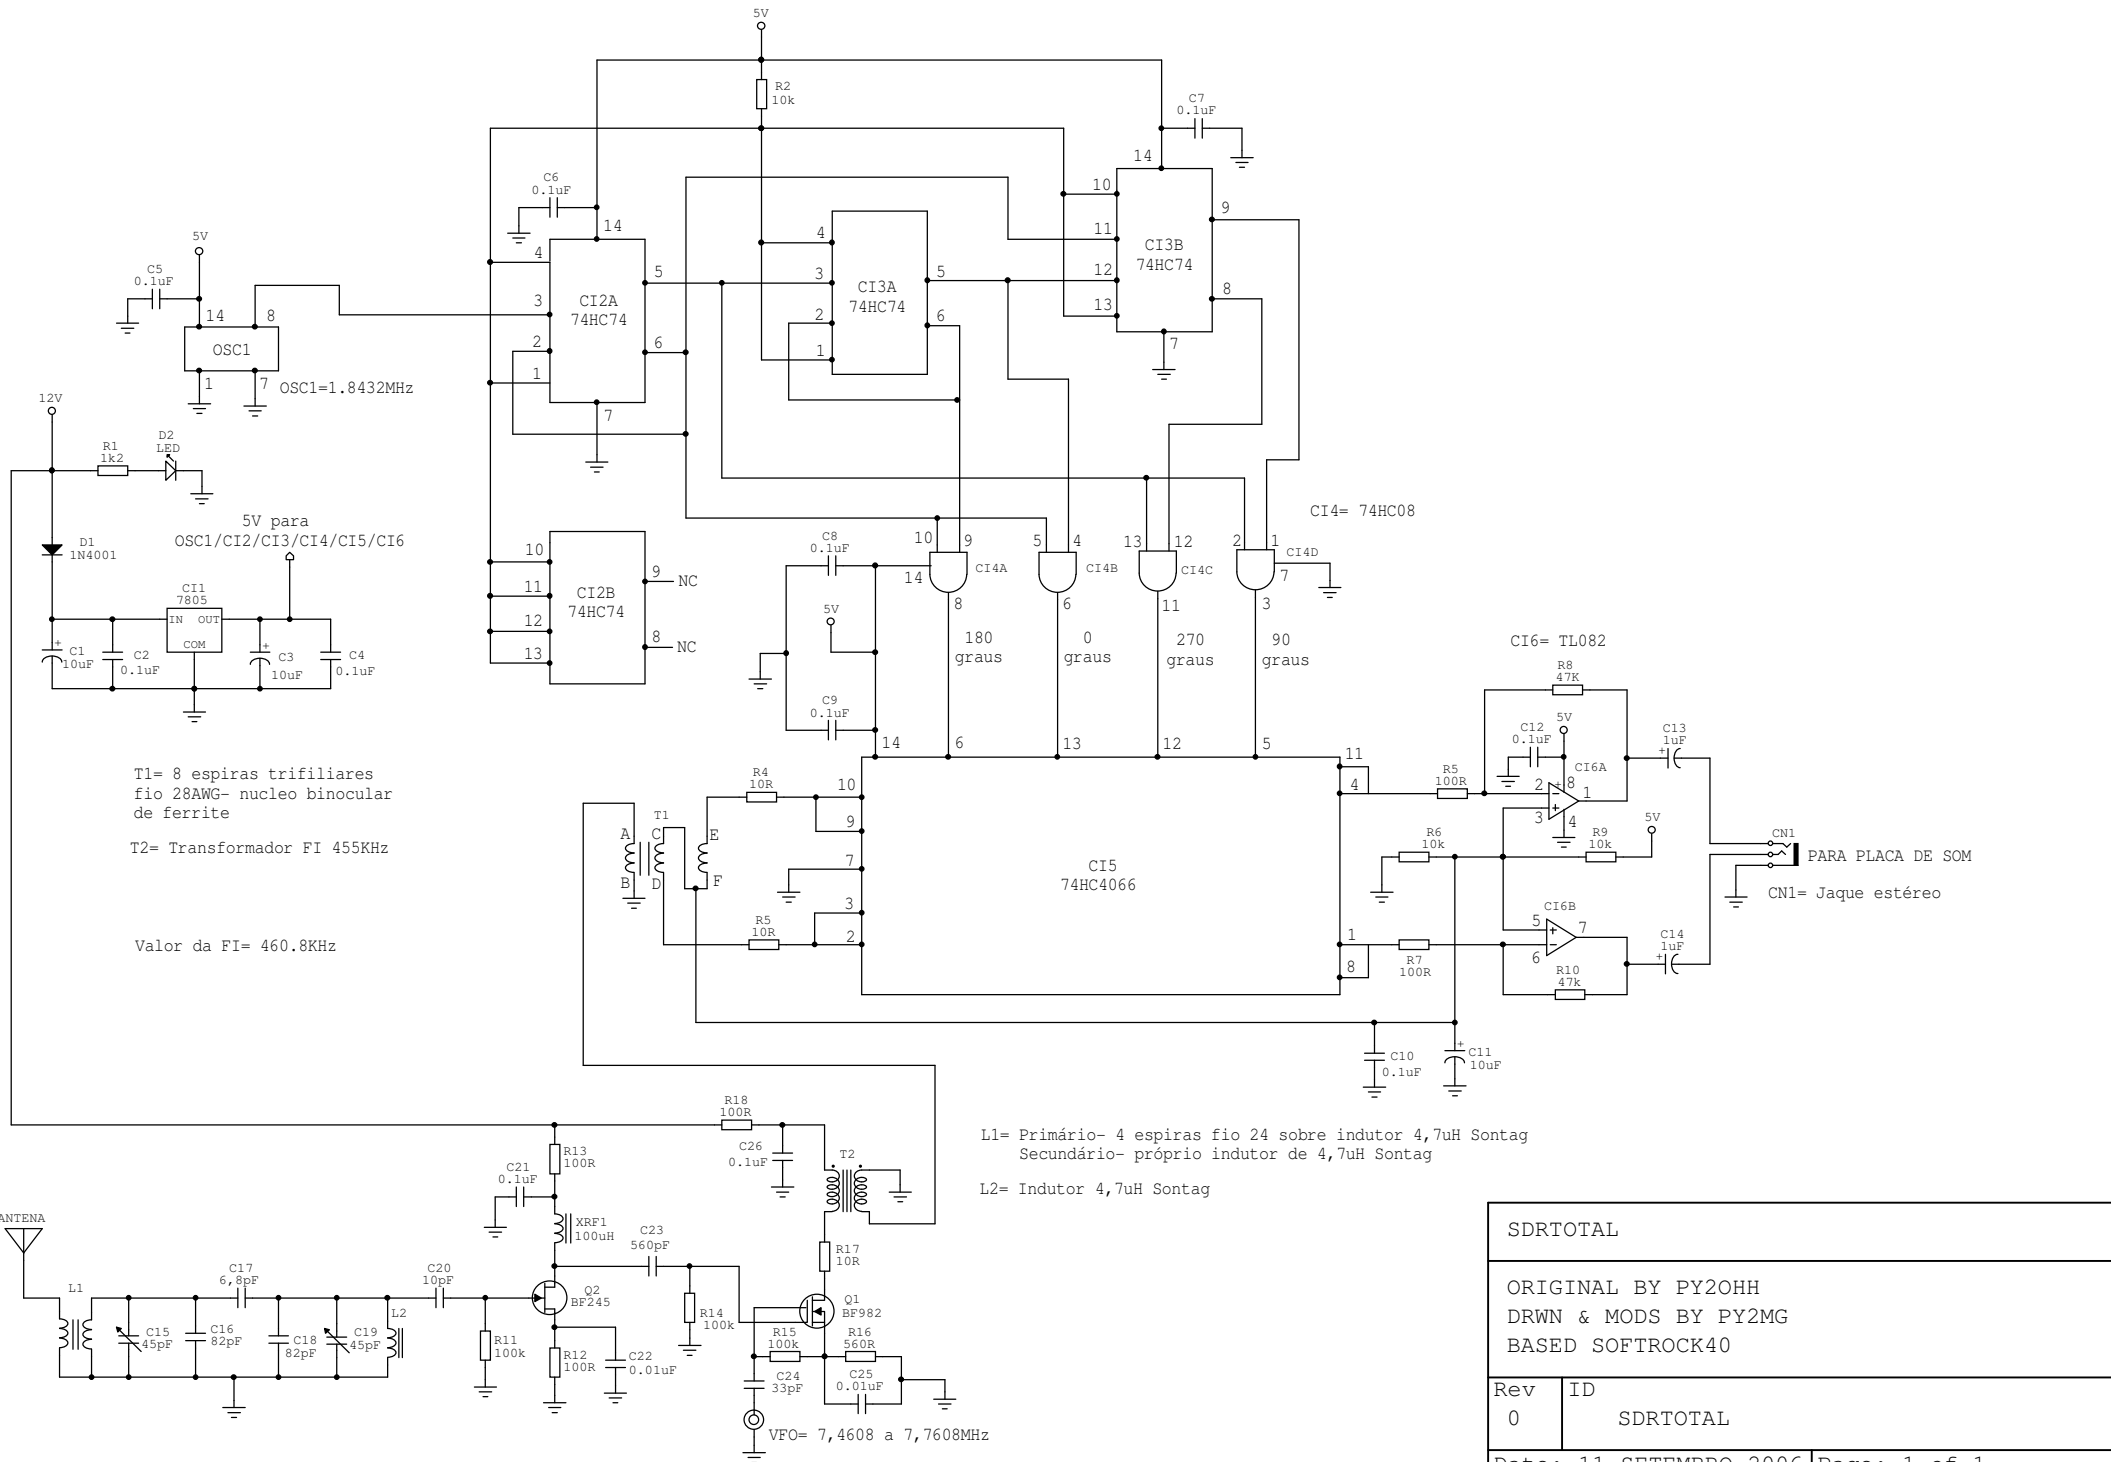 5V
R2
10k
C7
0.1uF
14
C6
0.1uF
14
10
11
12
13
CI3B
74HC74
9
8
7
5V
C5
0.1uF
14 8
OSC1
1 7
OSC1=1.8432MHz
4
3
2
1
CI2A
74HC74
5
6
7
4
3
2
1
CI3A
74HC74
5
6
12V
R1
1k2
D2
LED
D1
1N4001
5V para
OSC1/CI2/CI3/CI4/CI5/CI6
CI1
7805
IN OUT
COM
C1
10uF
C2
0.1uF
C3
10uF
C4
0.1uF
10
11
12
13
CI2B
74HC74
9 NC
8 NC
C8
0.1uF
5V
C9
0.1uF
CI4= 74HC08
10 9
14
CI4A
8
180
graus
5 4
CI4B
6
0
graus
13 12
CI4C
11
270
graus
2 1
CI4D
7
3
90
graus
T1= 8 espiras trifiliares
fio 28AWG- nucleo binocular
de ferrite
T2= Transformador FI 455KHz
Valor da FI= 460.8KHz
T1
A C E
B D F
R4
10R
R5
10R
14 6 13 12 5
10
9
7
3
2
CI5
74HC4066
11
4
1
8
CI6= TL082
R8
47K
C12
0.1uF
5V
C13
1uF
R5
100R
CI6A
2
3
8
1
4
R6
10k
R9
10k
5V
CN1
PARA PLACA DE SOM
CN1= Jaque estéreo
CI6B
5
6
7
R7
100R
R10
47k
C14
1uF
C10
0.1uF
C11
10uF
L1= Primário- 4 espiras fio 24 sobre indutor 4,7uH Sontag
Secundário- próprio indutor de 4,7uH Sontag
L2= Indutor 4,7uH Sontag
R18
100R
C26
0.1uF
T2
R13
100R
C21
0.1uF
XRF1
100uH
C23
560pF
R17
10R
ANTENA
L1
C15
45pF
C16
82pF
C17
6,8pF
C18
82pF
C19
45pF
L2
C20
10pF
R11
100k
Q2
BF245
R12
100R
C22
0.01uF
R14
100k
Q1
BF982
R15
100k
R16
560R
C24
33pF
C25
0.01uF
VFO= 7,4608 a 7,7608MHz
SDRTOTAL
ORIGINAL BY PY2OHH
DRWN & MODS BY PY2MG
BASED SOFTROCK40
Rev ID
0 SDRTOTAL
Date: 11 SETEMBRO 2006 Page: 1 of 1